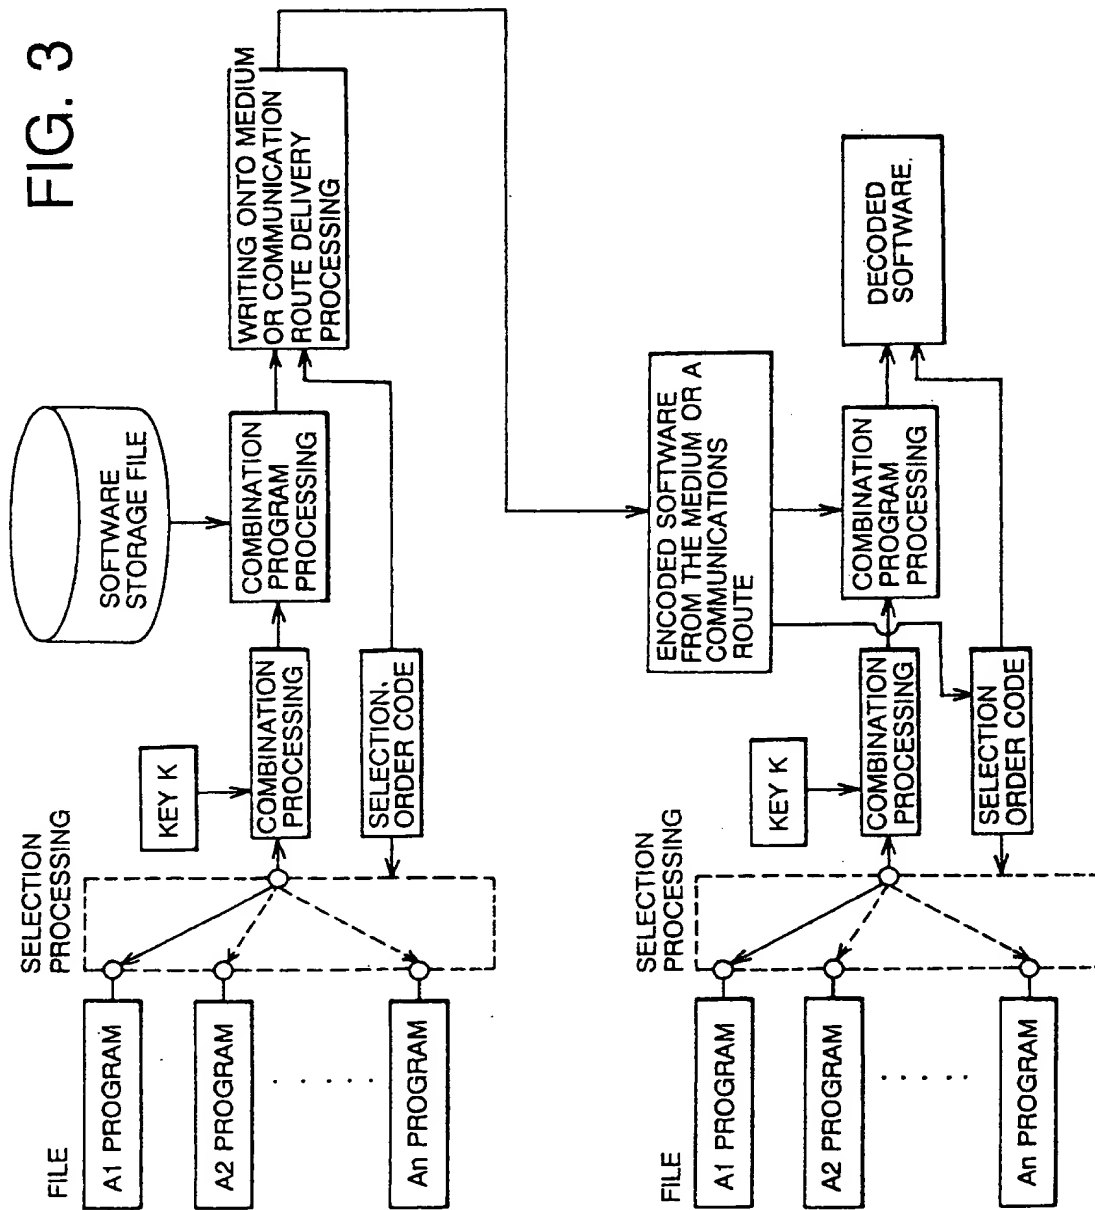 FIG. 3
FILE
A1 PROGRAM
A2 PROGRAM
. . . . . .
An PROGRAM
SELECTION
PROCESSING
KEY K
COMBINATION
PROCESSING
SELECTION,
ORDER CODE
SOFTWARE
STORAGE FILE
COMBINATION
PROGRAM
PROCESSING
WRITING ONTO MEDIUM
OR COMMUNICATION
ROUTE DELIVERY
PROCESSING
FILE
A1 PROGRAM
A2 PROGRAM
. . . . .
An PROGRAM
SELECTION
PROCESSING
KEY K
COMBINATION
PROCESSING
SELECTION
ORDER CODE
ENCODED SOFTWARE
FROM THE MEDIUM OR A
COMMUNICATIONS
ROUTE
COMBINATION
PROGRAM
PROCESSING
DECODED
SOFTWARE.